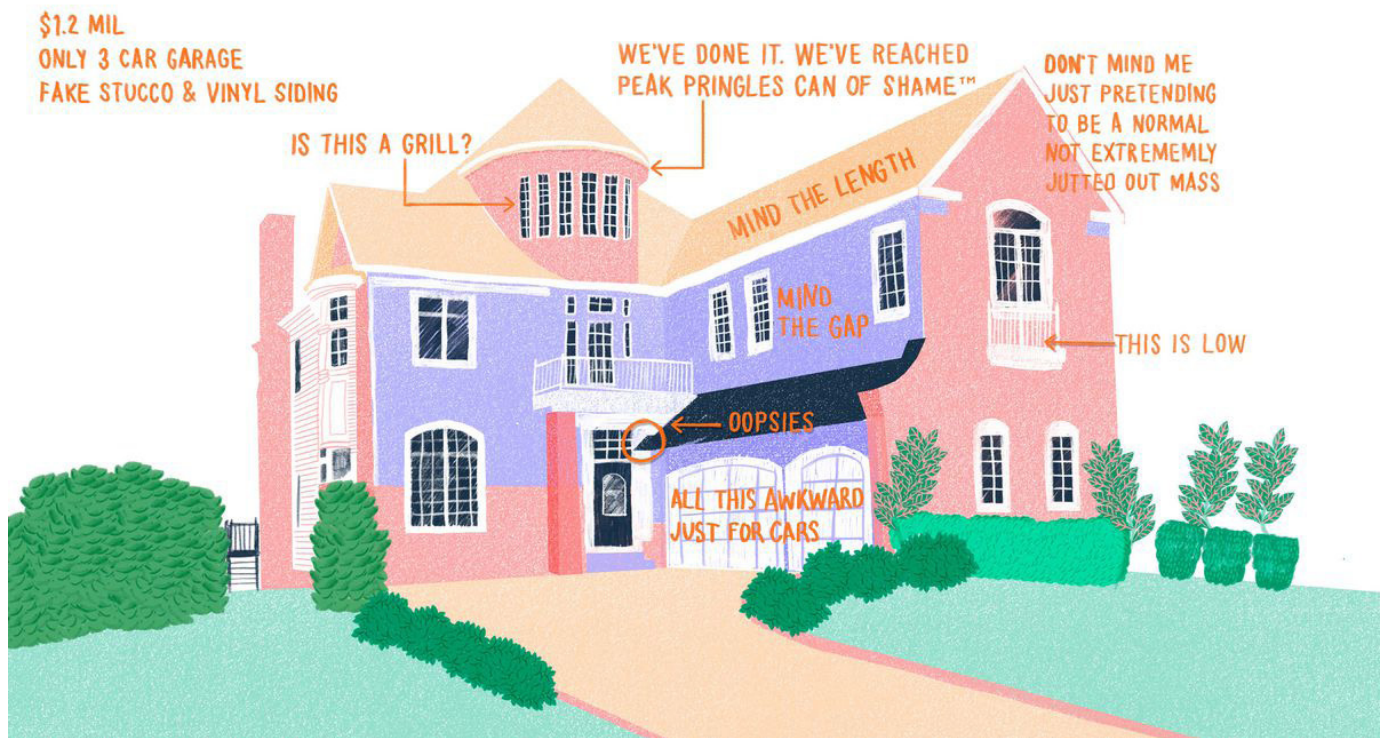 $1.2 MIL
ONLY 3 CAR GARAGE
FAKE STUCCO & VINYL SIDING
IS THIS A GRILL?
WE'VE DONE IT. WE'VE REACHED
PEAK PRINGLES CAN OF SHAME™
DON'T MIND ME
JUST PRETENDING
TO BE A NORMAL
NOT EXTREMEMLY
JUTTED OUT MASS
MIND THE LENGTH
MIND
THE GAP
THIS IS LOW
OOPSIES
ALL THIS AWKWARD
JUST FOR CARS